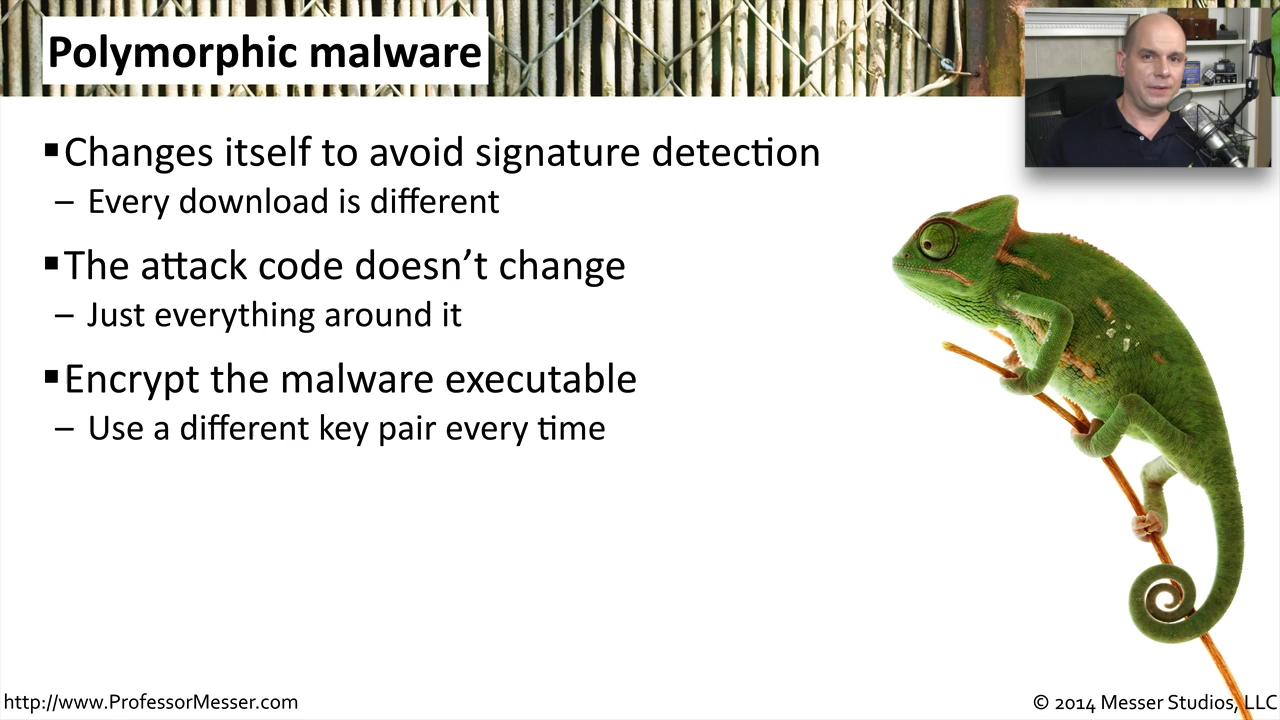 Polymorphic malware
▪Changes itself to avoid signature detection
– Every download is different
▪The attack code doesn't change
– Just everything around it
▪Encrypt the malware executable
– Use a different key pair every time
http://www.ProfessorMesser.com
© 2014 Messer Studios, LLC